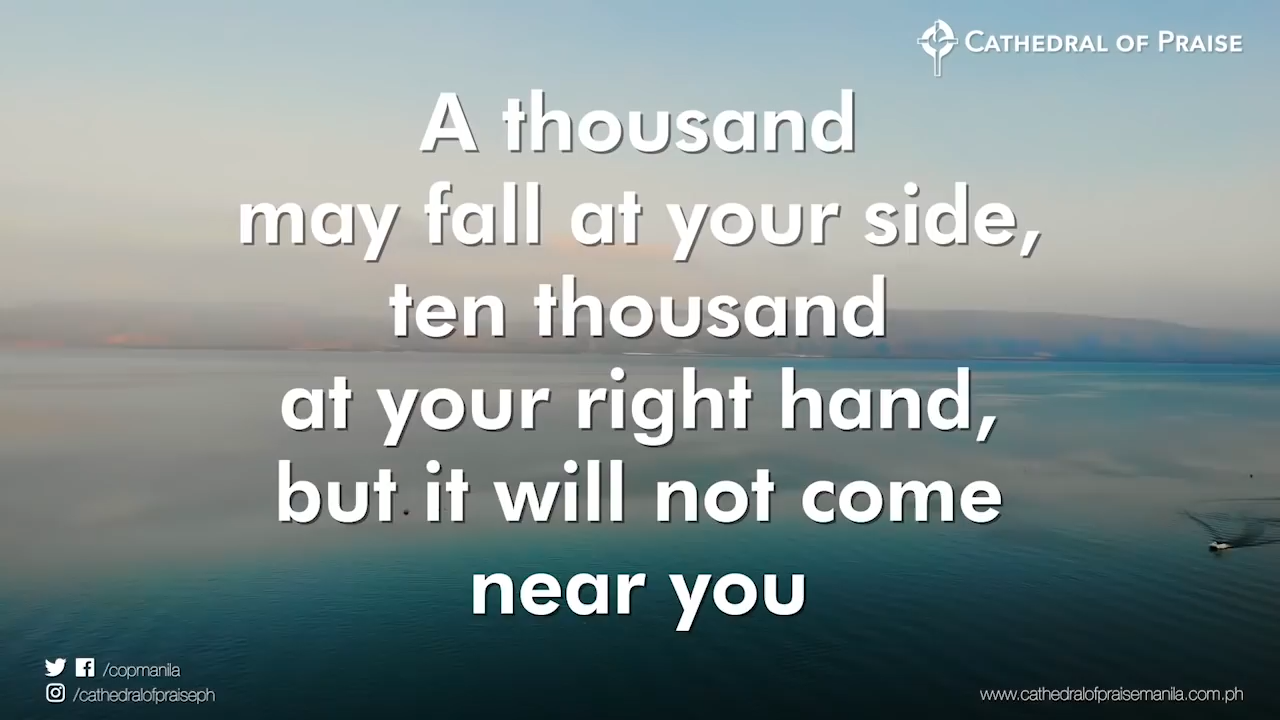 CATHEDRAL OF PRAISE
A thousand
may fall at your side,
ten thousand
at your right hand,
but it will not come
near you
/copmanila
/cathedralofpraiseph
www.cathedralofpraisemanila.com.ph